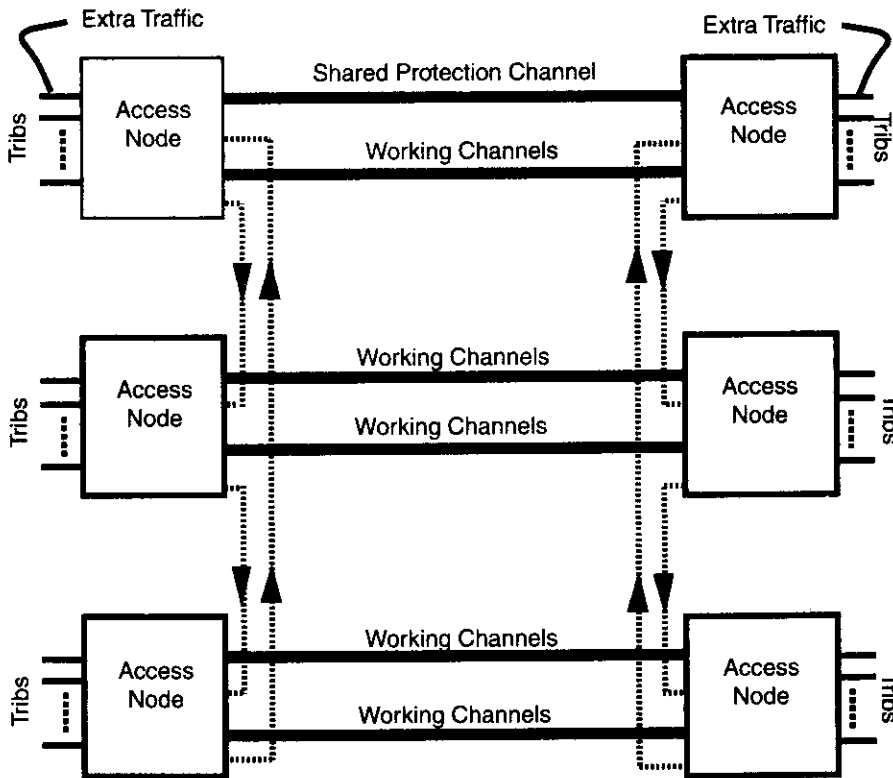 Extra Traffic
Extra Traffic
Shared Protection Channel
Access
Node
Access
Node
Tribs
Tribs
Working Channels
Working Channels
Access
Node
Access
Node
Tribs
Tribs
Working Channels
Working Channels
Access
Node
Access
Node
Tribs
Tribs
Working Channels